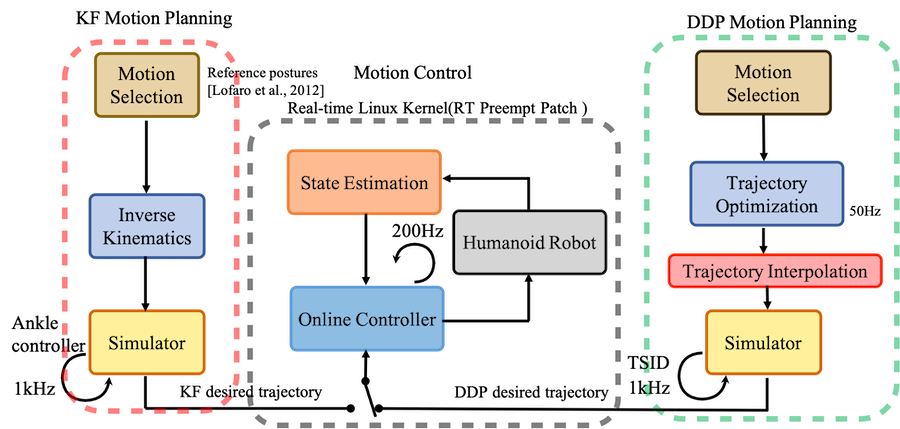 KF Motion Planning
Motion
Selection
Reference postures
[Lofaro et al., 2012]
Inverse
Kinematics
Ankle
controller
1kHz
Simulator
KF desired trajectory
Motion Control
Real-time Linux Kernel(RT Preempt Patch )
State Estimation
200Hz
Humanoid Robot
Online Controller
DDP desired trajectory
DDP Motion Planning
Motion
Selection
Trajectory
Optimization
50Hz
Trajectory Interpolation
Simulator
TSID
1kHz